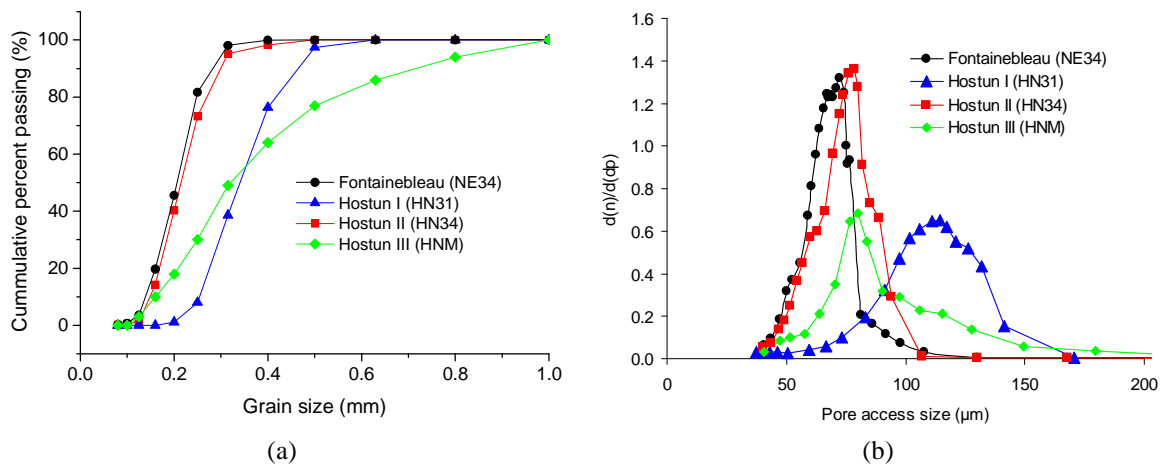 Cummulative percent passing (%)
100
80
60
40
20
0
Fontainebleau (NE34)
Hostun I (HN31)
Hostun II (HN34)
Hostun III (HNM)
0.0 0.2 0.4 0.6 0.8 1.0
Grain size (mm)
(a)
d(n)/d(dp)
1.6
1.4
1.2
1.0
0.8
0.6
0.4
0.2
0.0
Fontainebleau (NE34)
Hostun I (HN31)
Hostun II (HN34)
Hostun III (HNM)
0 50 100 150 200
Pore access size (µm)
(b)